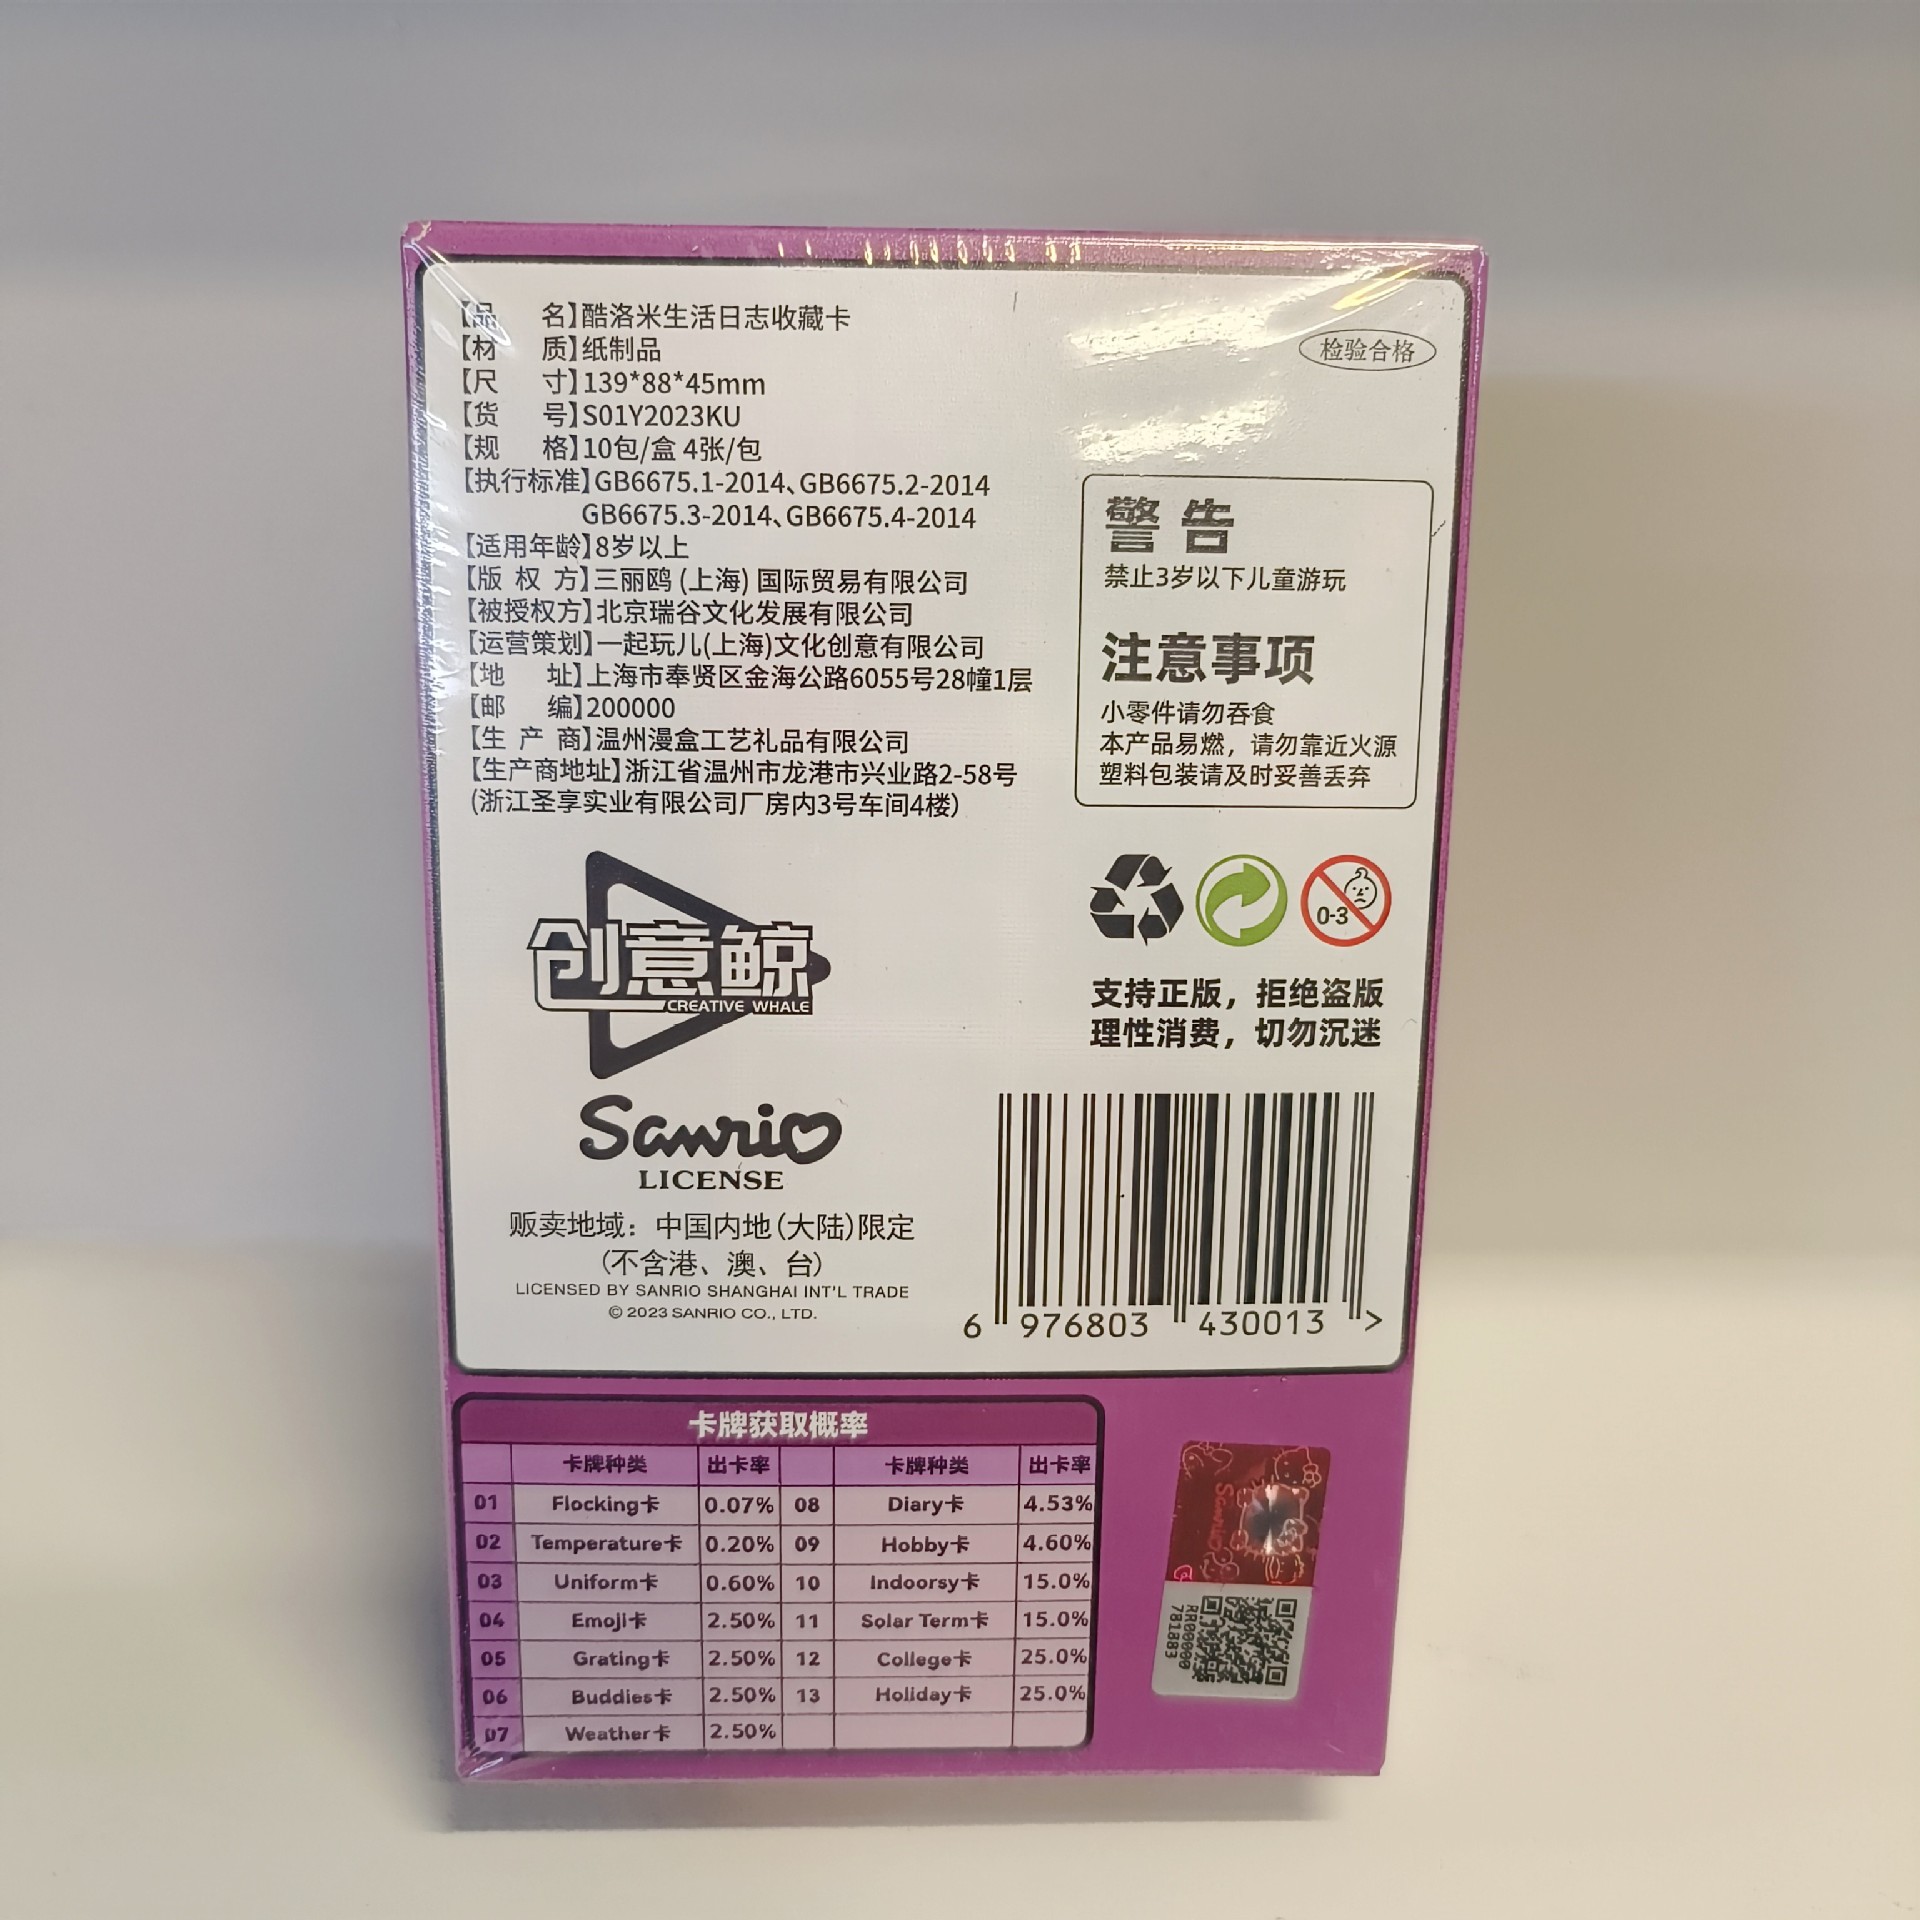 【品 名】酷洛米生活日志收藏卡
【材 质】纸制品
【尺 寸】139*88*45mm
【货 号】S01Y2023KU
【规 格】10包/盒 4张/包
【执行标准】GB6675.1-2014、GB6675.2-2014
GB6675.3-2014、GB6675.4-2014
【适用年龄】8岁以上
【版 权 方】三丽鸥 (上海) 国际贸易有限公司
【被授权方】北京瑞谷文化发展有限公司
【运营策划】一起玩儿(上海)文化创意有限公司
【地 址】上海市奉贤区金海公路6055号28幢1层
【邮 编】200000
【生 产 商】温州漫盒工艺礼品有限公司
【生产商地址】浙江省温州市龙港市兴业路2-58号
(浙江圣享实业有限公司厂房内3号车间4楼)
检验合格
警告
禁止3岁以下儿童游玩
注意事项
小零件请勿吞食
本产品易燃，请勿靠近火源
塑料包装请及时妥善丢弃
0-3
支持正版，拒绝盗版
理性消费，切勿沉迷
创意鲸
CREATIVE WHALE
Sanrio
LICENSE
贩卖地域：中国内地(大陆)限定
(不含港、澳、台)
LICENSED BY SANRIO SHANGHAI INT'L TRADE
© 2023 SANRIO CO., LTD.
6 976803 430013 >
卡牌获取概率
卡牌种类 出卡率 卡牌种类 出卡率
01 Flocking卡 0.07% 08 Diary卡 4.53%
02 Temperature卡 0.20% 09 Hobby卡 4.60%
03 Uniform卡 0.60% 10 Indoorsy卡 15.0%
04 Emoji卡 2.50% 11 Solar Term卡 15.0%
05 Grating卡 2.50% 12 College卡 25.0%
06 Buddies卡 2.50% 13 Holiday卡 25.0%
07 Weather卡 2.50%
Sanrio
RR000000
781883